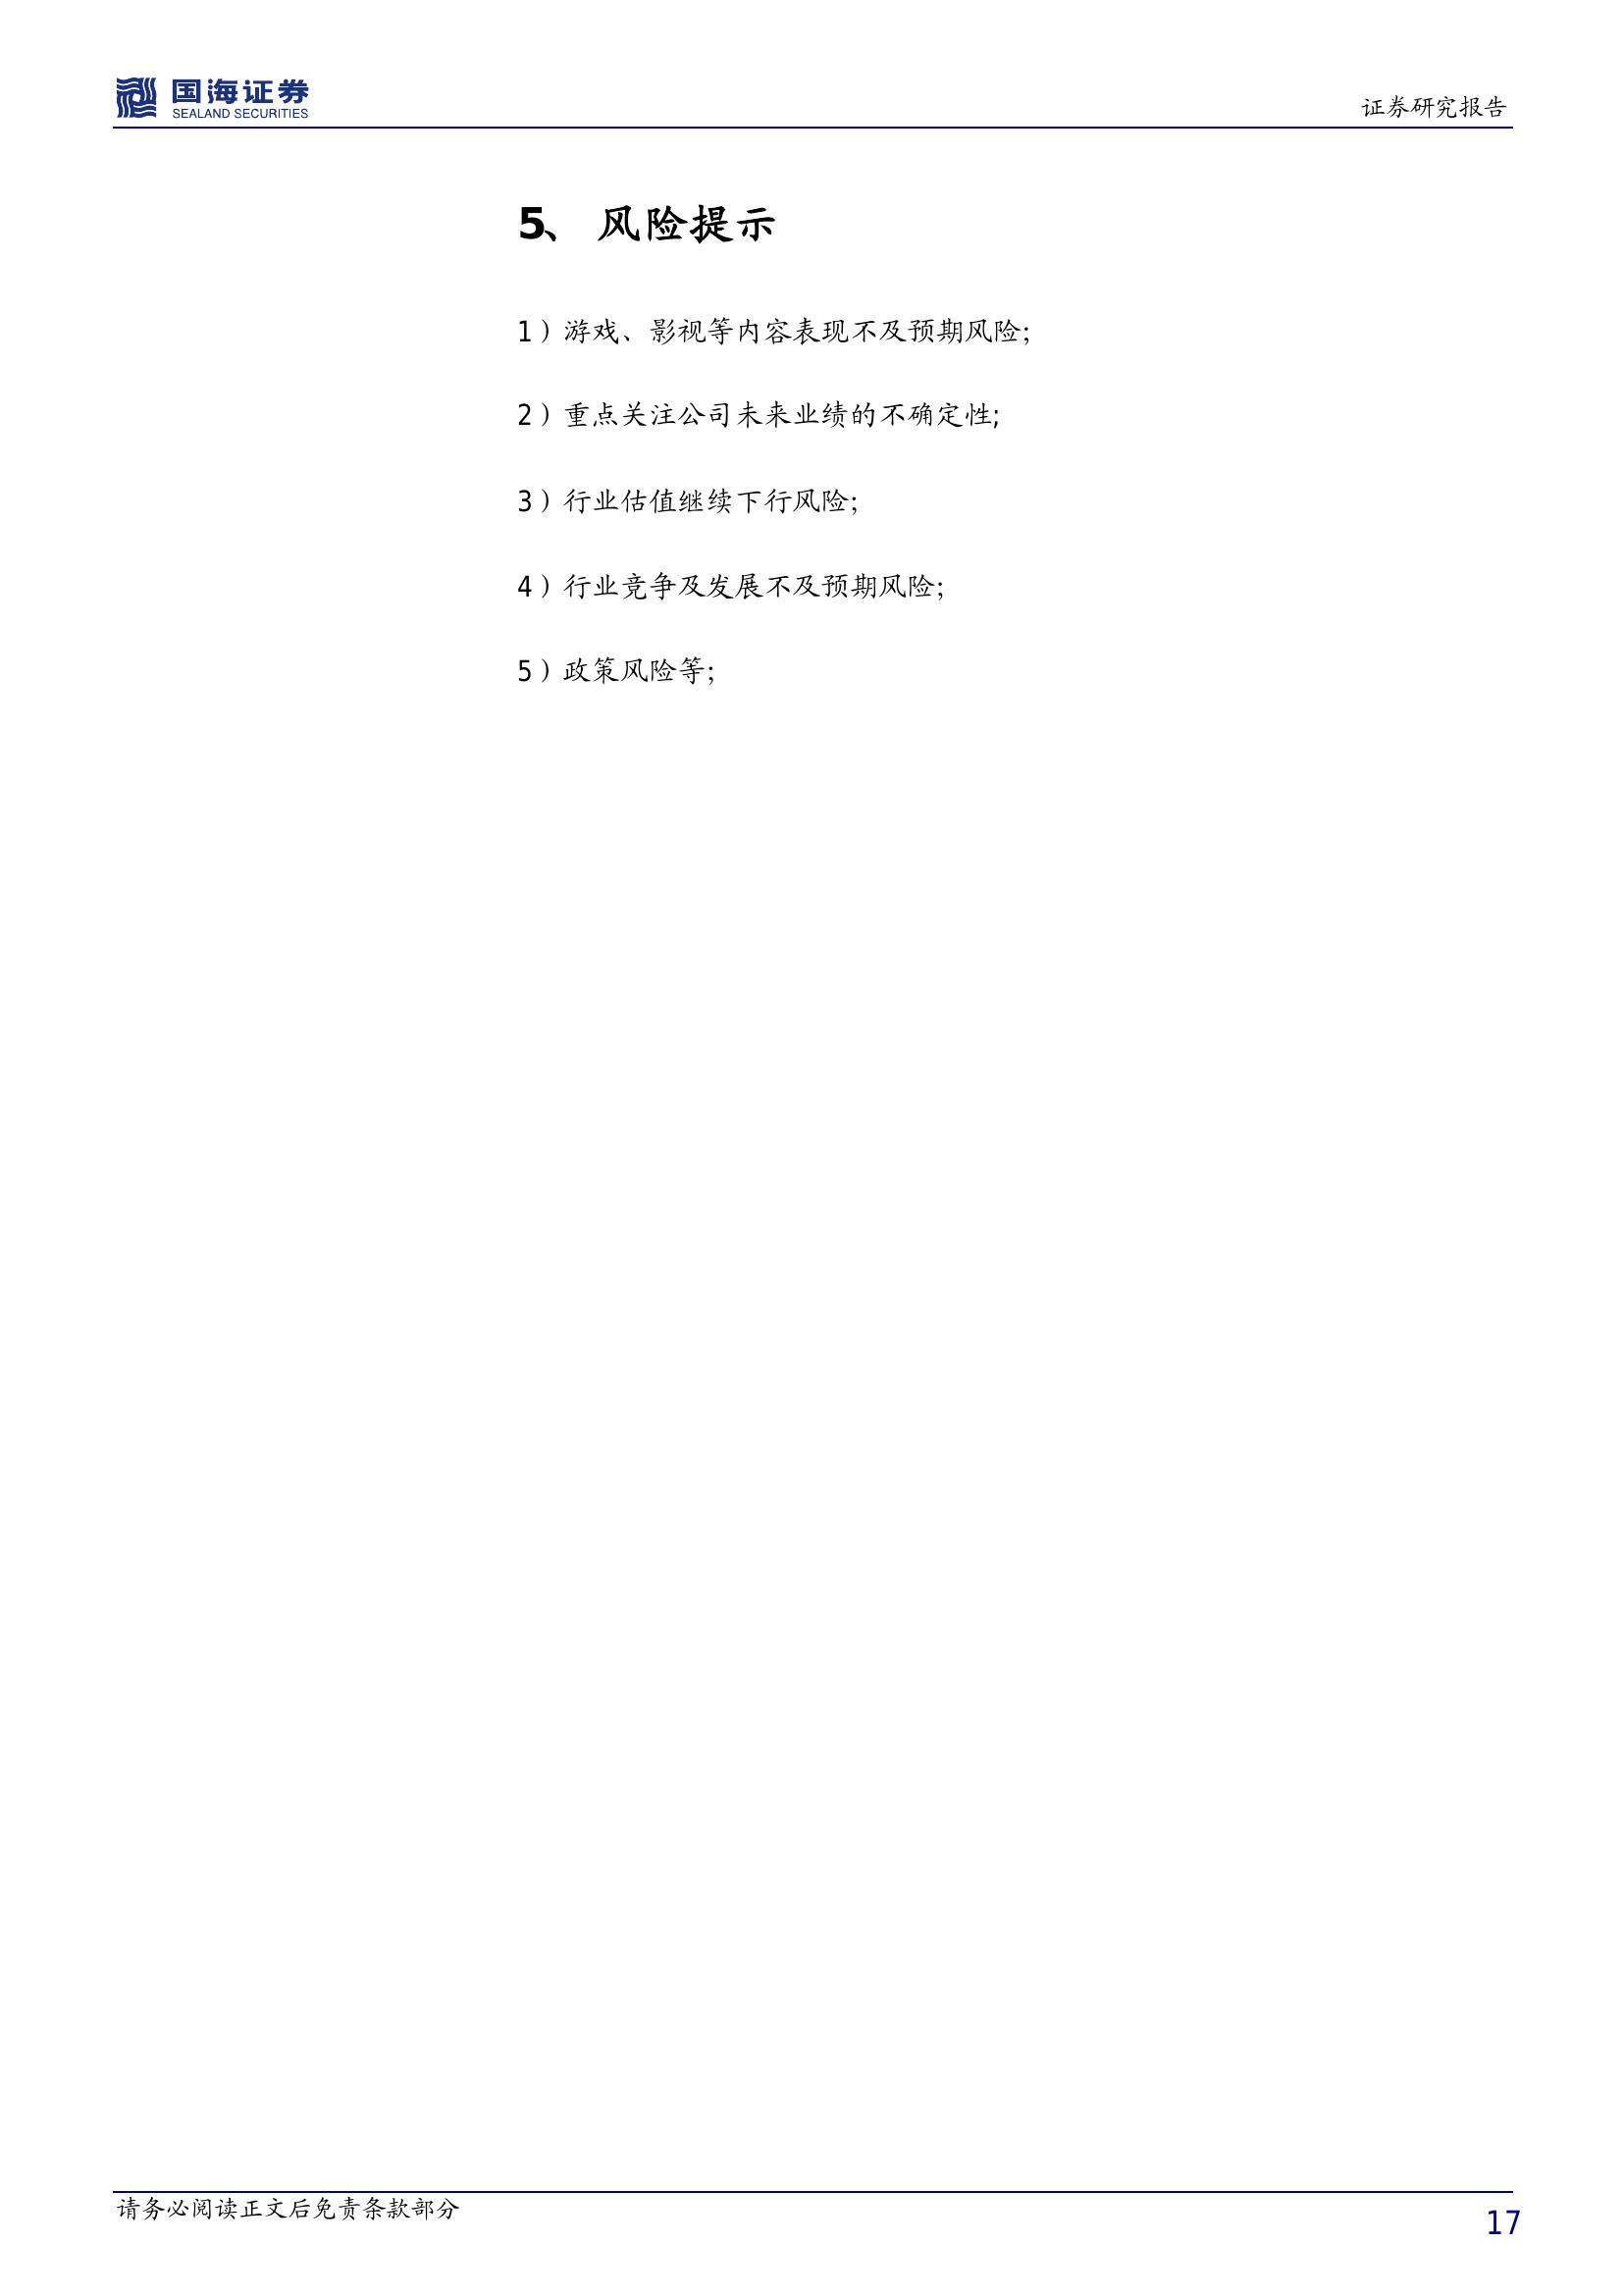 国海证券
SEALAND SECURITIES
证券研究报告
5、 风险提示
1）游戏、影视等内容表现不及预期风险；
2）重点关注公司未来业绩的不确定性；
3）行业估值继续下行风险；
4）行业竞争及发展不及预期风险；
5）政策风险等；
请务必阅读正文后免责条款部分
17